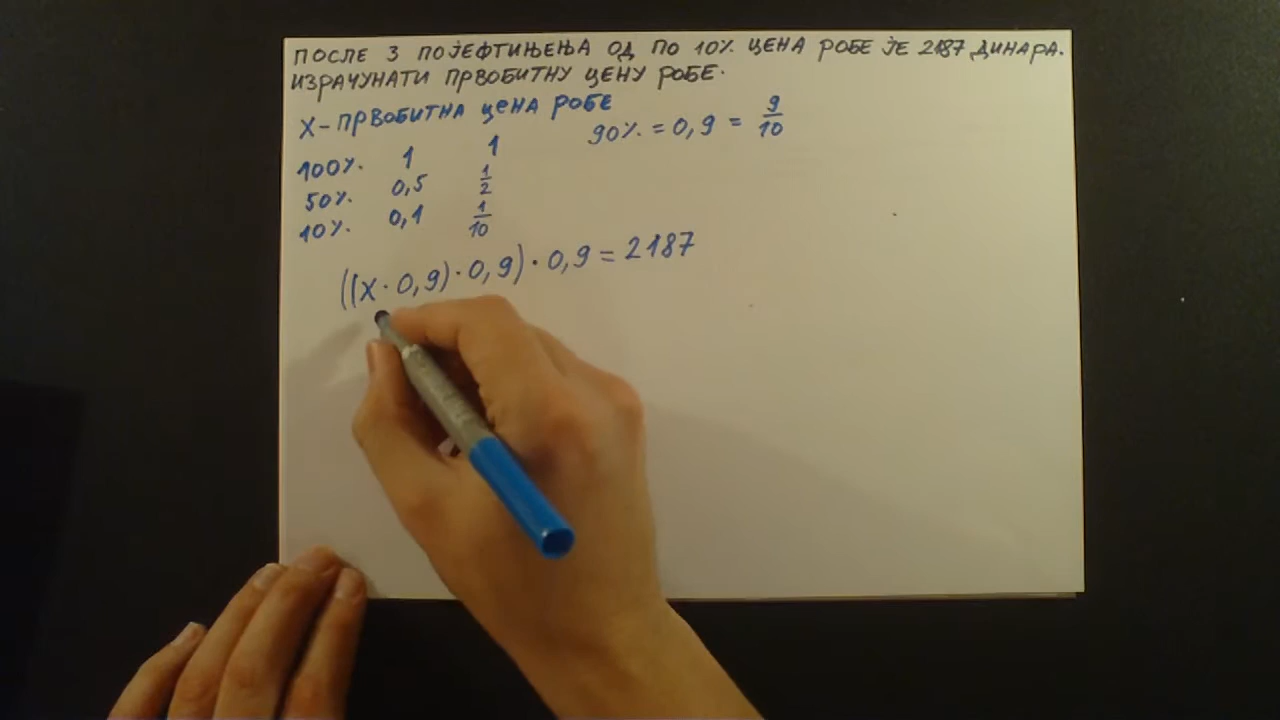 ПОСЛЕ 3 ПОЈЕФТИЊЕЊА ОД ПО 10% ЦЕНА РОБЕ ЈЕ 2187 ДИНАРА.
ИЗРАЧУНАТИ ПРВОБИТНУ ЦЕНУ РОБЕ.
X-ПРВОБИТНА ЦЕНА РОБЕ
90% = 0,9 = 9/10
100% 1 1
50% 0,5 1/2
10% 0,1 1/10
((X · 0,9) · 0,9) · 0,9 = 2187